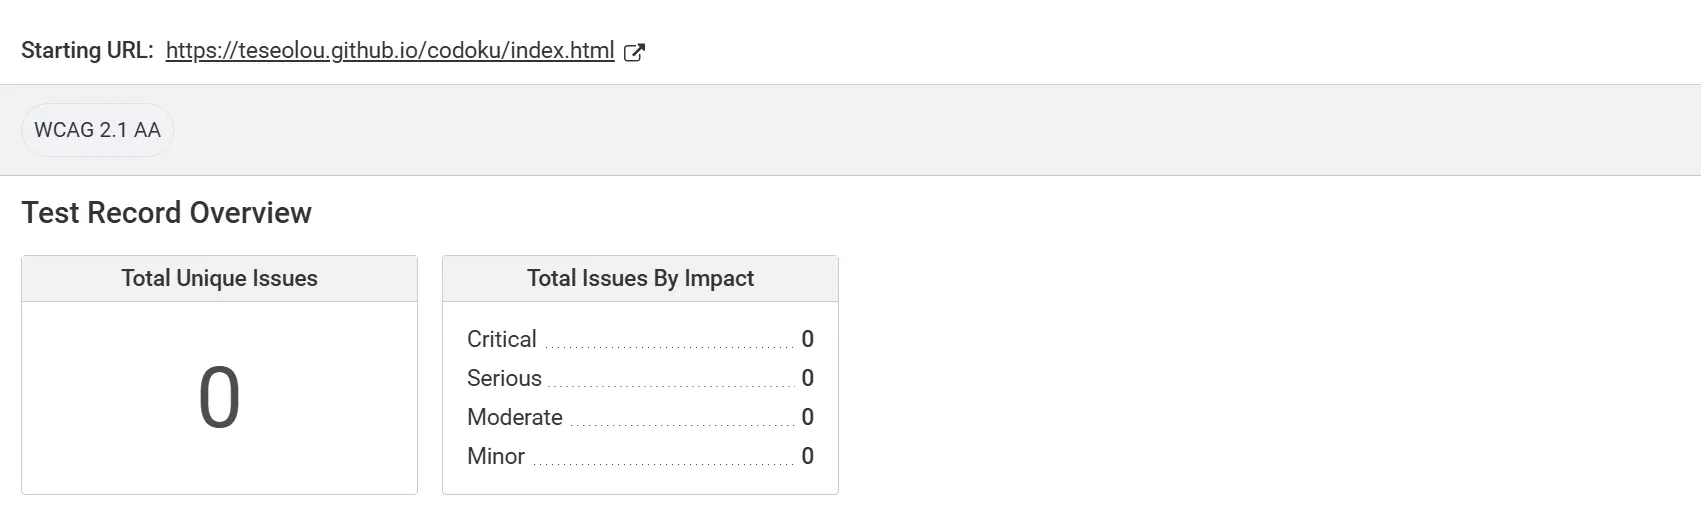 Starting URL: https://teseolou.github.io/codoku/index.html
WCAG 2.1 AA
Test Record Overview
Total Unique Issues
0
Total Issues By Impact
Critical 0
Serious 0
Moderate 0
Minor 0